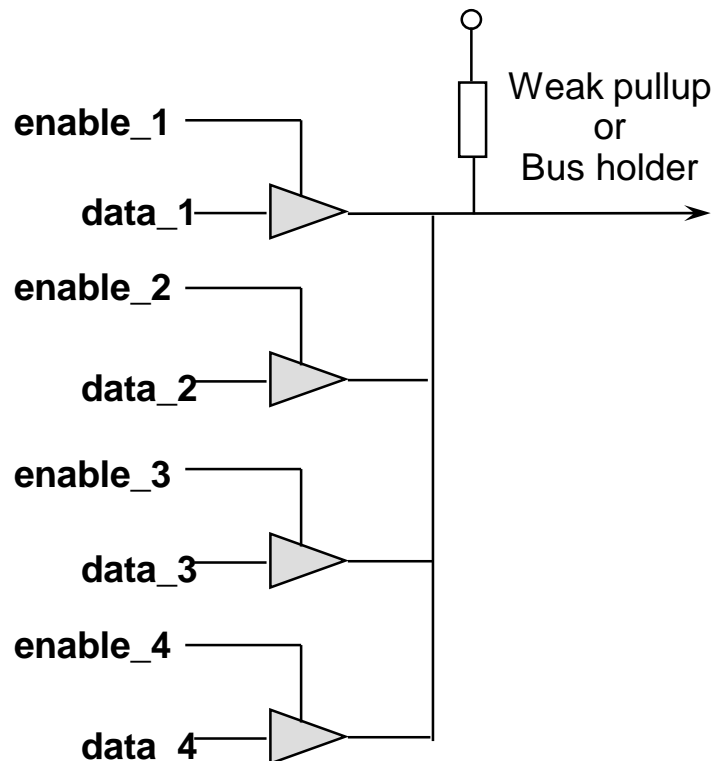 Weak pullup
or
Bus holder
enable_1
data_1
enable_2
data_2
enable_3
data_3
enable_4
data_4